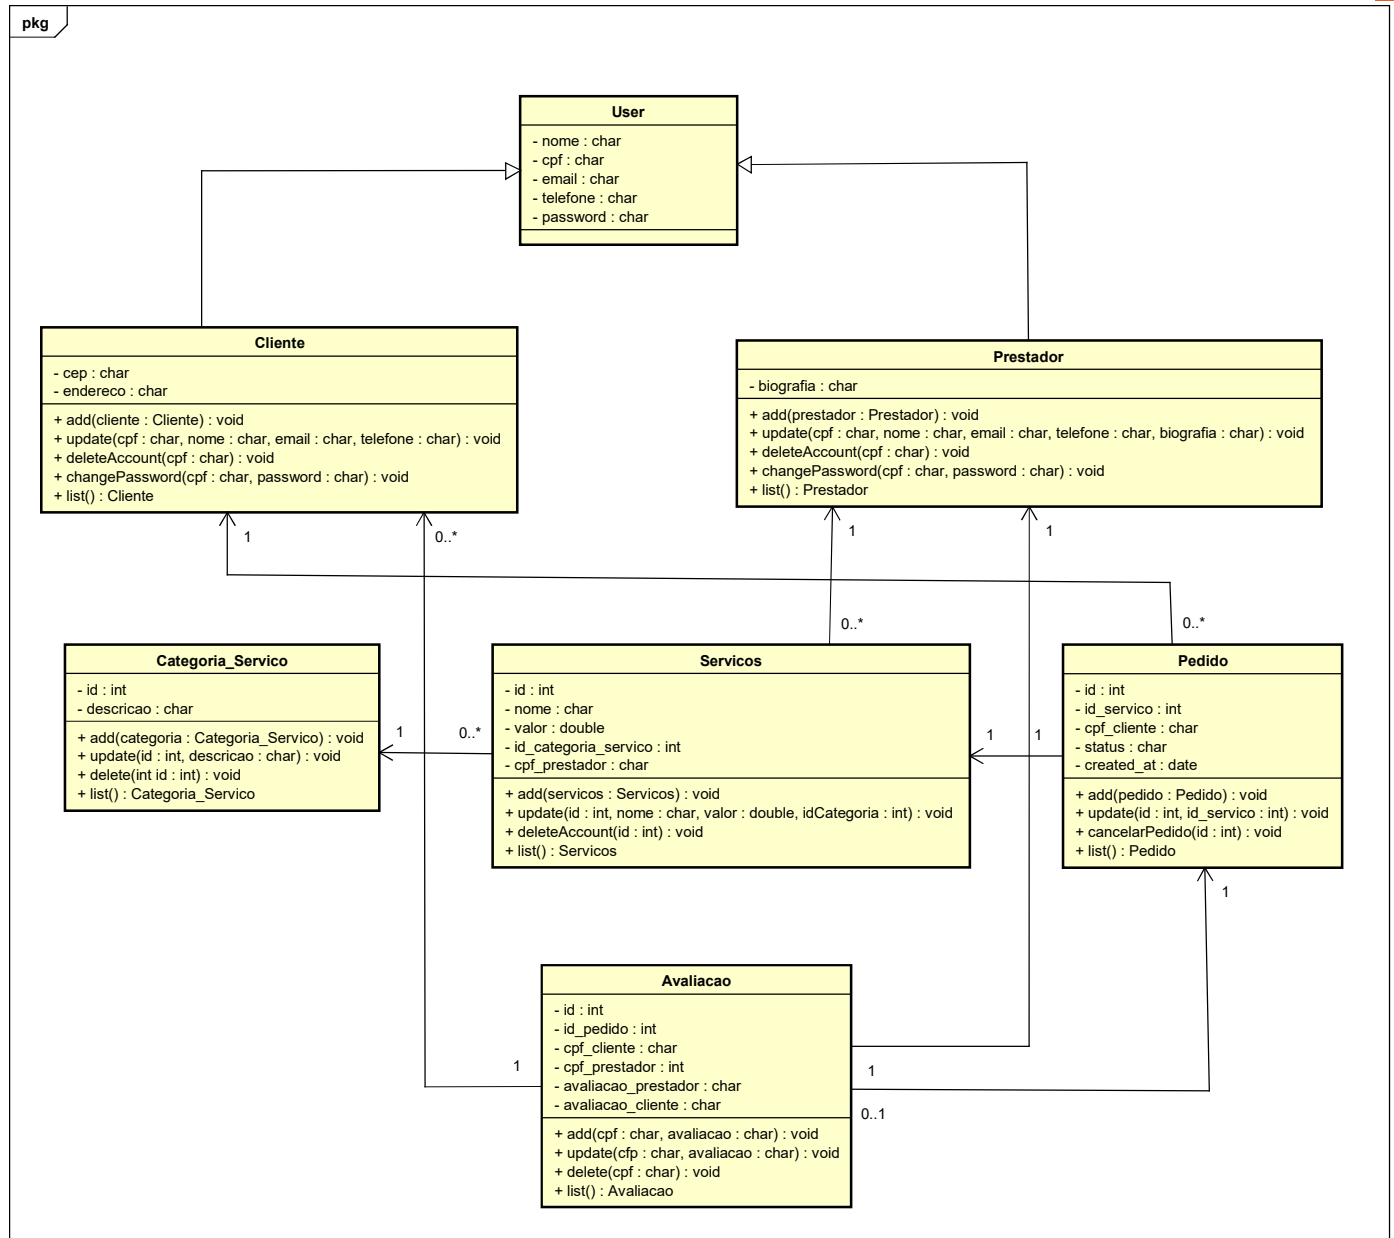 pkg
User
- nome : char
- cpf : char
- email : char
- telefone : char
- password : char
Cliente
- cep : char
- endereco : char
+ add(cliente : Cliente) : void
+ update(cpf : char, nome : char, email : char, telefone : char) : void
+ deleteAccount(cpf : char) : void
+ changePassword(cpf : char, password : char) : void
+ list() : Cliente
Prestador
- biografia : char
+ add(prestador : Prestador) : void
+ update(cpf : char, nome : char, email : char, telefone : char, biografia : char) : void
+ deleteAccount(cpf : char) : void
+ changePassword(cpf : char, password : char) : void
+ list() : Prestador
1
0..*
1
1
0..*
0..*
Categoria_Servico
- id : int
- descricao : char
+ add(categoria : Categoria_Servico) : void
+ update(id : int, descricao : char) : void
+ delete(int id : int) : void
+ list() : Categoria_Servico
1
0..*
Servicos
- id : int
- nome : char
- valor : double
- id_categoria_servico : int
- cpf_prestador : char
+ add(servicos : Servicos) : void
+ update(id : int, nome : char, valor : double, idCategoria : int) : void
+ deleteAccount(id : int) : void
+ list() : Servicos
1
1
Pedido
- id : int
- id_servico : int
- cpf_cliente : char
- status : char
- created_at : date
+ add(pedido : Pedido) : void
+ update(id : int, id_servico : int) : void
+ cancelarPedido(id : int) : void
+ list() : Pedido
1
Avaliacao
- id : int
- id_pedido : int
- cpf_cliente : char
- cpf_prestador : int
- avaliacao_prestador : char
- avaliacao_cliente : char
+ add(cpf : char, avaliacao : char) : void
+ update(cfp : char, avaliacao : char) : void
+ delete(cpf : char) : void
+ list() : Avaliacao
1
1
0..1